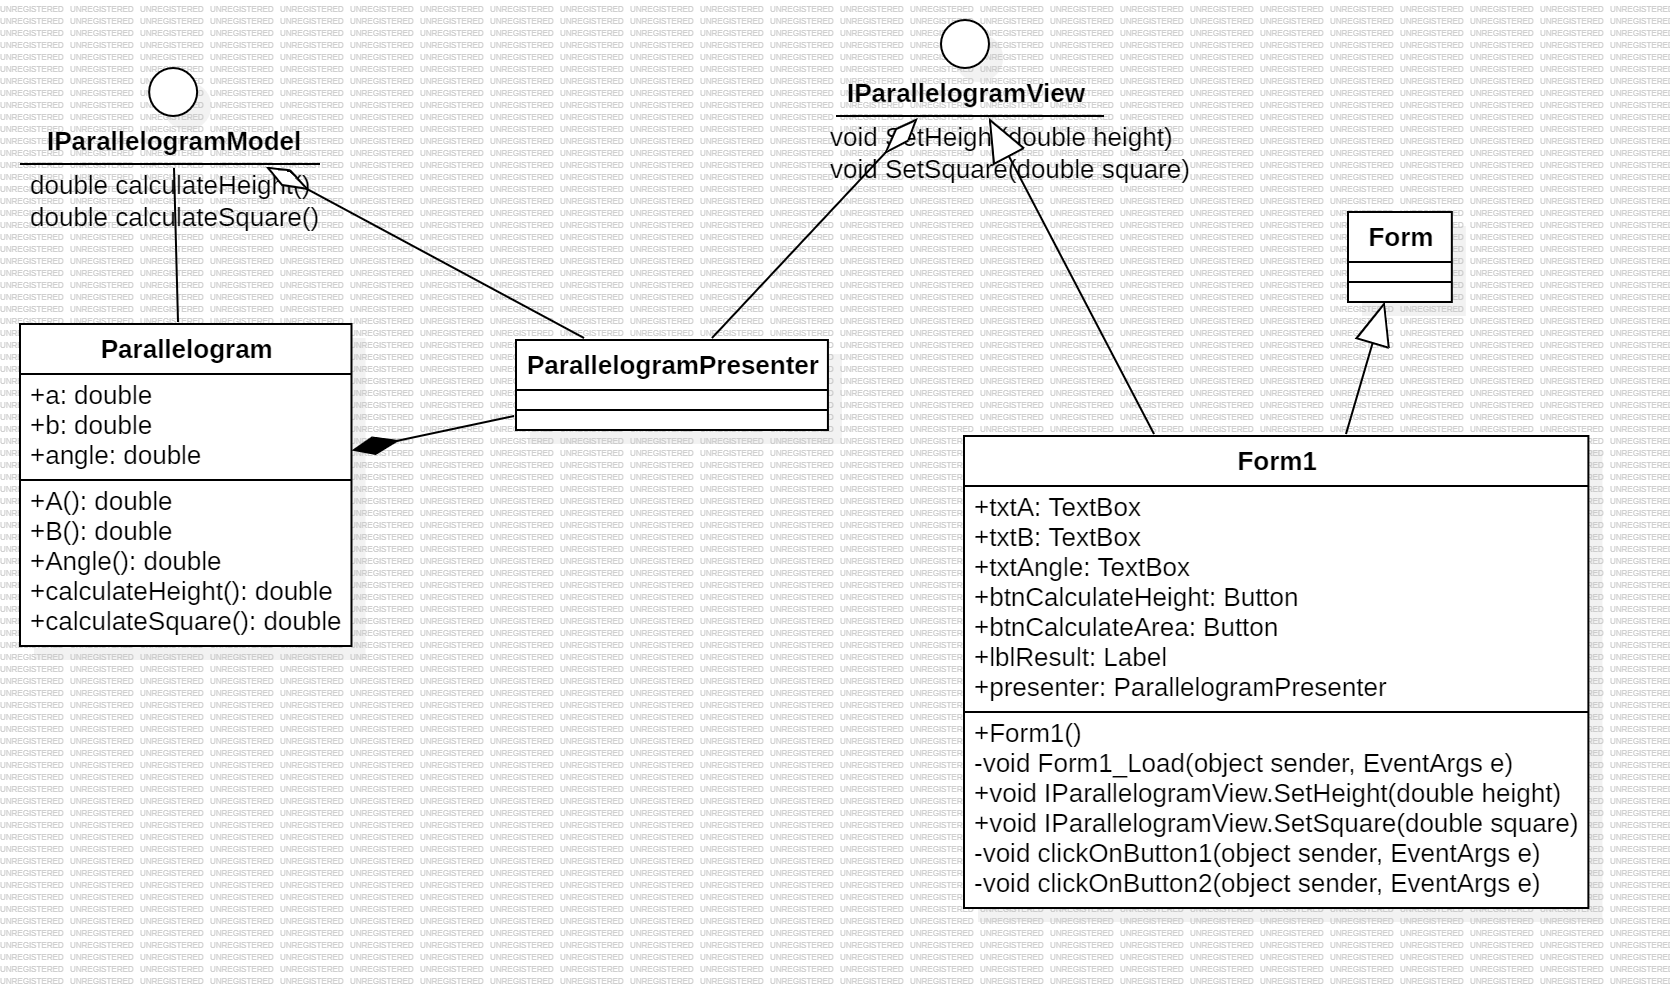 IParallelogramModel
double calculateHeight()
double calculateSquare()
IParallelogramView
void SetHeight(double height)
void SetSquare(double square)
Form
Parallelogram
+a: double
+b: double
+angle: double
+A(): double
+B(): double
+Angle(): double
+calculateHeight(): double
+calculateSquare(): double
ParallelogramPresenter
Form1
+txtA: TextBox
+txtB: TextBox
+txtAngle: TextBox
+btnCalculateHeight: Button
+btnCalculateArea: Button
+lblResult: Label
+presenter: ParallelogramPresenter
+Form1()
-void Form1_Load(object sender, EventArgs e)
+void IParallelogramView.SetHeight(double height)
+void IParallelogramView.SetSquare(double square)
-void clickOnButton1(object sender, EventArgs e)
-void clickOnButton2(object sender, EventArgs e)
UNREGISTERED